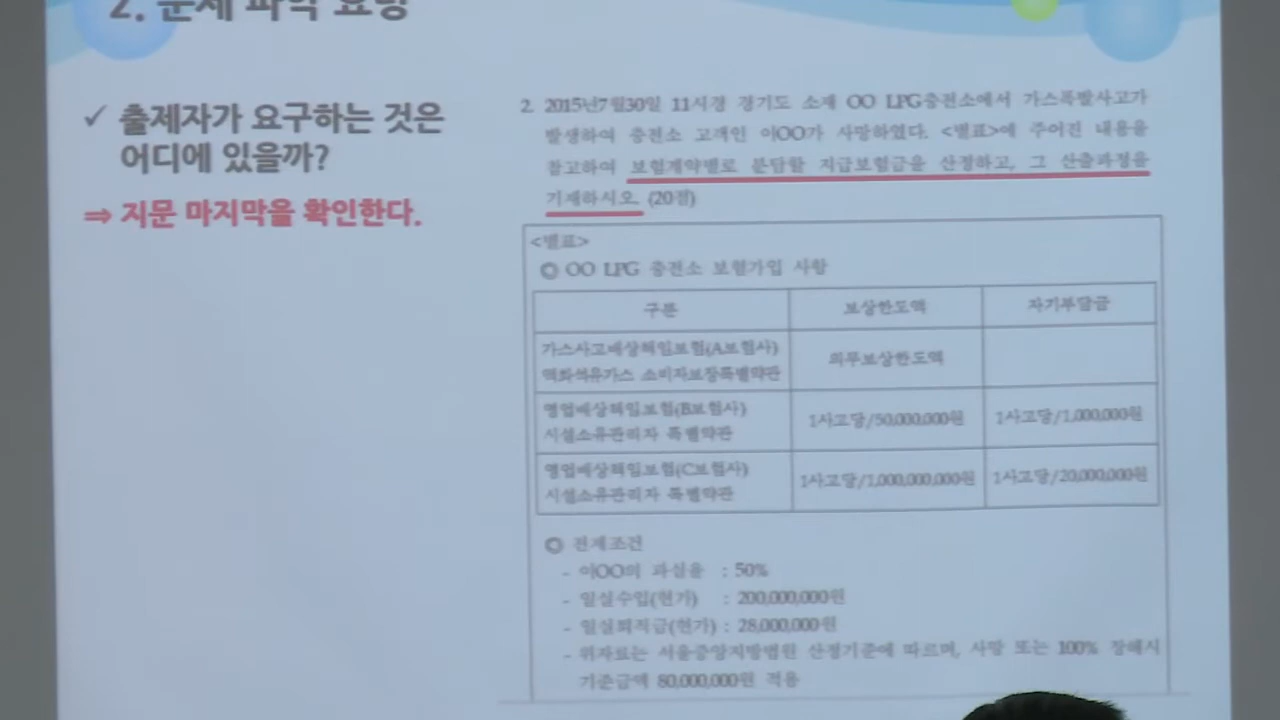 2. 문제 파악 요령
✓ 출제자가 요구하는 것은
어디에 있을까?
⇒ 지문 마지막을 확인한다.
2. 2015년7월30일 11시경 경기도 소재 OO LPG충전소에서 가스폭발사고가
발생하여 충전소 고객인 이OO가 사망하였다. <별표>에 주어진 내용을
참고하여 보험계약별로 분담할 지급보험금을 산정하고, 그 산출과정을
기재하시오. (20점)
<별표>
◎ OO LPG 충전소 보험가입 사항
구분 보상한도액 자기부담금
가스사고배상책임보험(A보험사)
액화석유가스 소비자보장특별약관
의무보상한도액
영업배상책임보험(B보험사)
시설소유관리자 특별약관
1사고당/50,000,000원 1사고당/1,000,000원
영업배상책임보험(C보험사)
시설소유관리자 특별약관
1사고당/1,000,000,000원 1사고당/20,000,000원
◎ 전제조건
- 이OO의 과실율 : 50%
- 일실수입(현가) : 200,000,000원
- 일실퇴직금(현가) : 28,000,000원
- 위자료는 서울중앙지방법원 산정기준에 따르며, 사망 또는 100% 장해시
기준금액 80,000,000원 적용